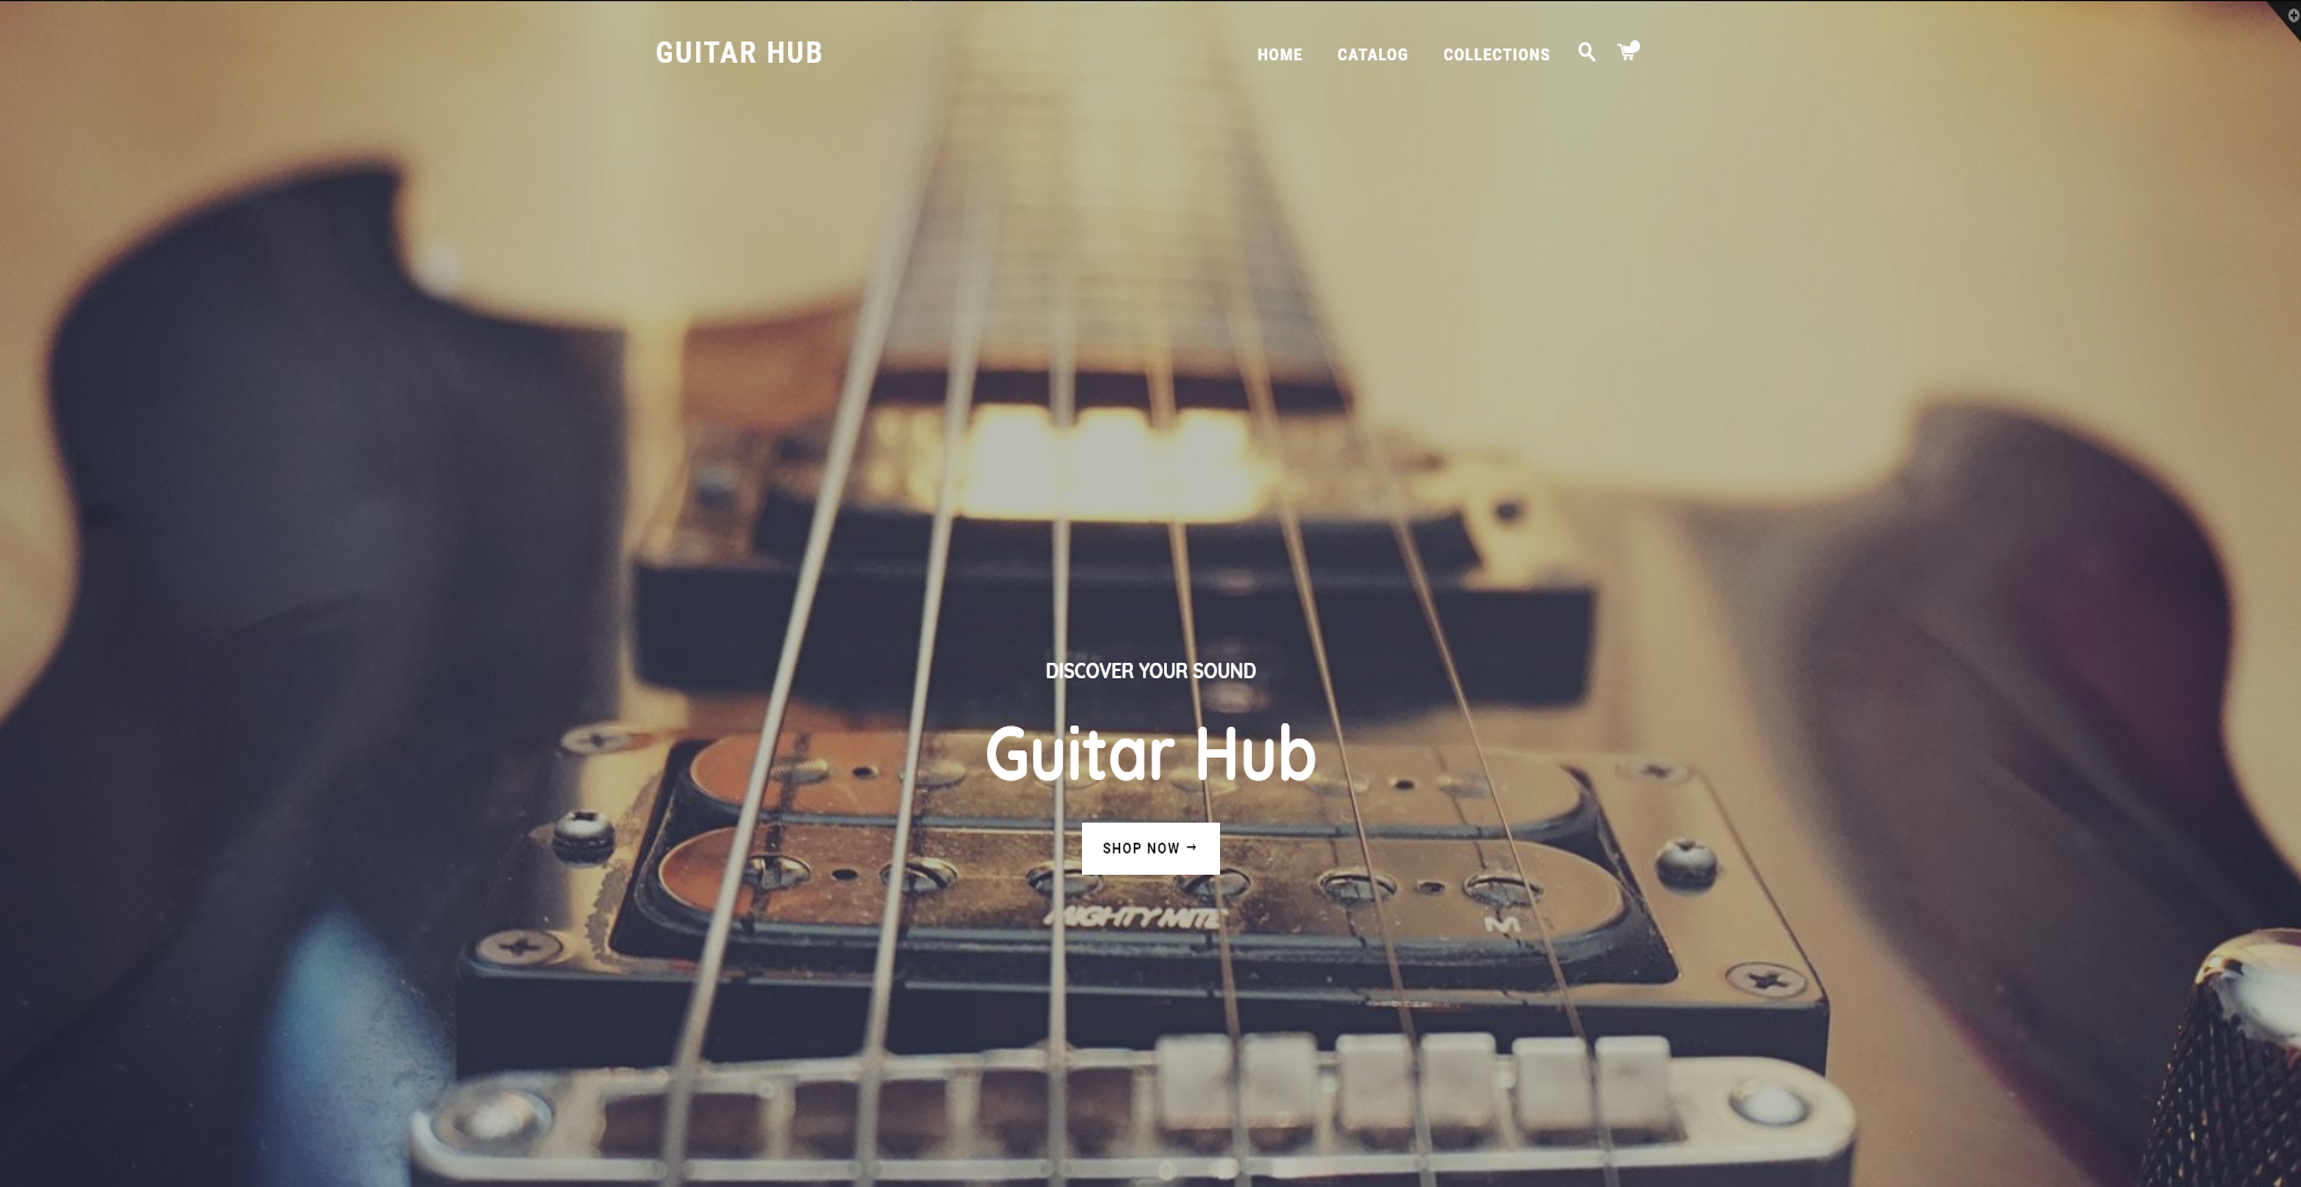 GUITAR HUB
HOME CATALOG COLLECTIONS
DISCOVER YOUR SOUND
Guitar Hub
SHOP NOW →
MIGHTY MITE
M